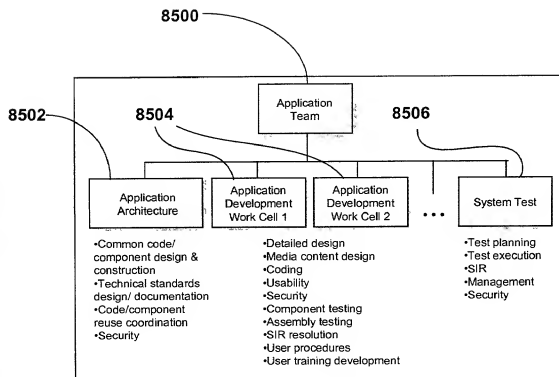 8500
8502
8504
8506
Application
Team
Application
Architecture
Application
Development
Work Cell 1
Application
Development
Work Cell 2
...
System Test
•Common code/
component design &
construction
•Technical standards
design/ documentation
•Code/component
reuse coordination
•Security
•Detailed design
•Media content design
•Coding
•Usability
•Security
•Component testing
•Assembly testing
•SIR resolution
•User procedures
•User training development
•Test planning
•Test execution
•SIR
•Management
•Security